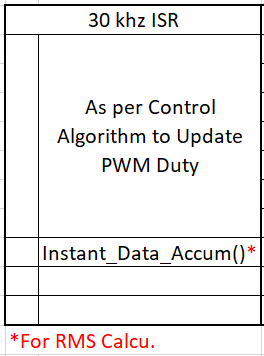 30 khz ISR
As per Control
Algorithm to Update
PWM Duty
Instant_Data_Accum()*
*For RMS Calcu.